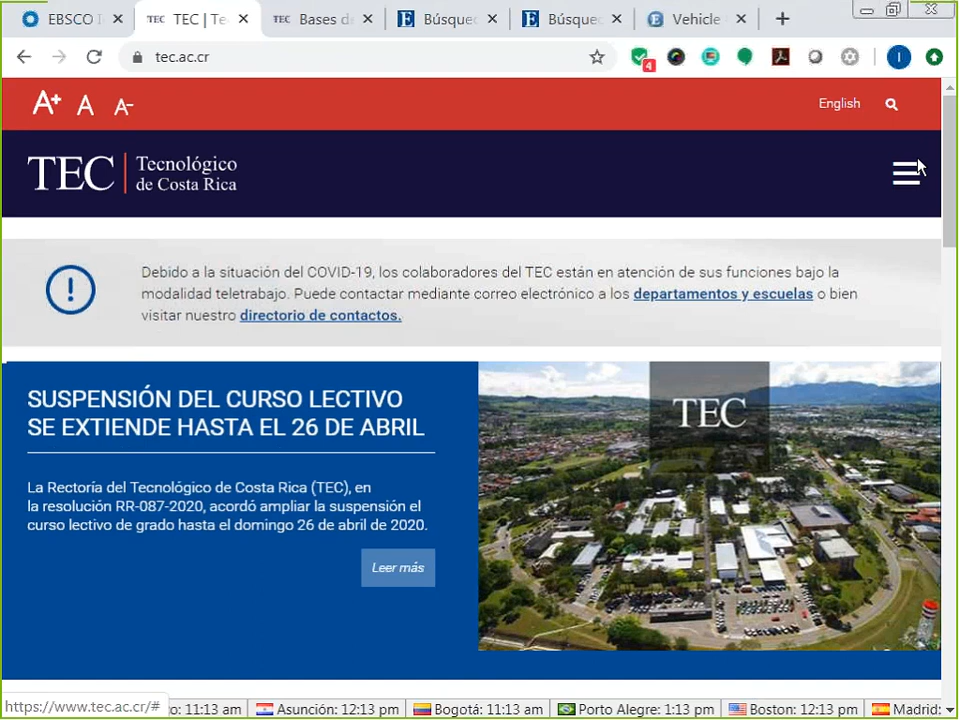 EBSCO
TEC TEC | Te
TEC Bases d
Búsque
Búsque
Vehicle
tec.ac.cr
4
I
A+ A A-
English
TEC | Tecnológico
de Costa Rica
Debido a la situación del COVID-19, los colaboradores del TEC están en atención de sus funciones bajo la
modalidad teletrabajo. Puede contactar mediante correo electrónico a los departamentos y escuelas o bien
visitar nuestro directorio de contactos.
SUSPENSIÓN DEL CURSO LECTIVO
SE EXTIENDE HASTA EL 26 DE ABRIL
TEC
La Rectoría del Tecnológico de Costa Rica (TEC), en
la resolución RR-087-2020, acordó ampliar la suspensión el
curso lectivo de grado hasta el domingo 26 de abril de 2020.
Leer más
https://www.tec.ac.cr/# o: 11:13 am Asunción: 12:13 pm Bogotá: 11:13 am Porto Alegre: 1:13 pm Boston: 12:13 pm Madrid: